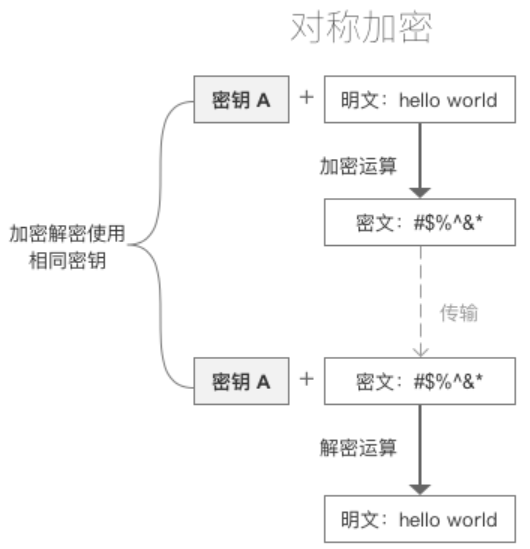 对称加密
密钥 A + 明文：hello world
加密运算
密文：#$%^&*
加密解密使用
相同密钥
传输
密钥 A + 密文：#$%^&*
解密运算
明文：hello world